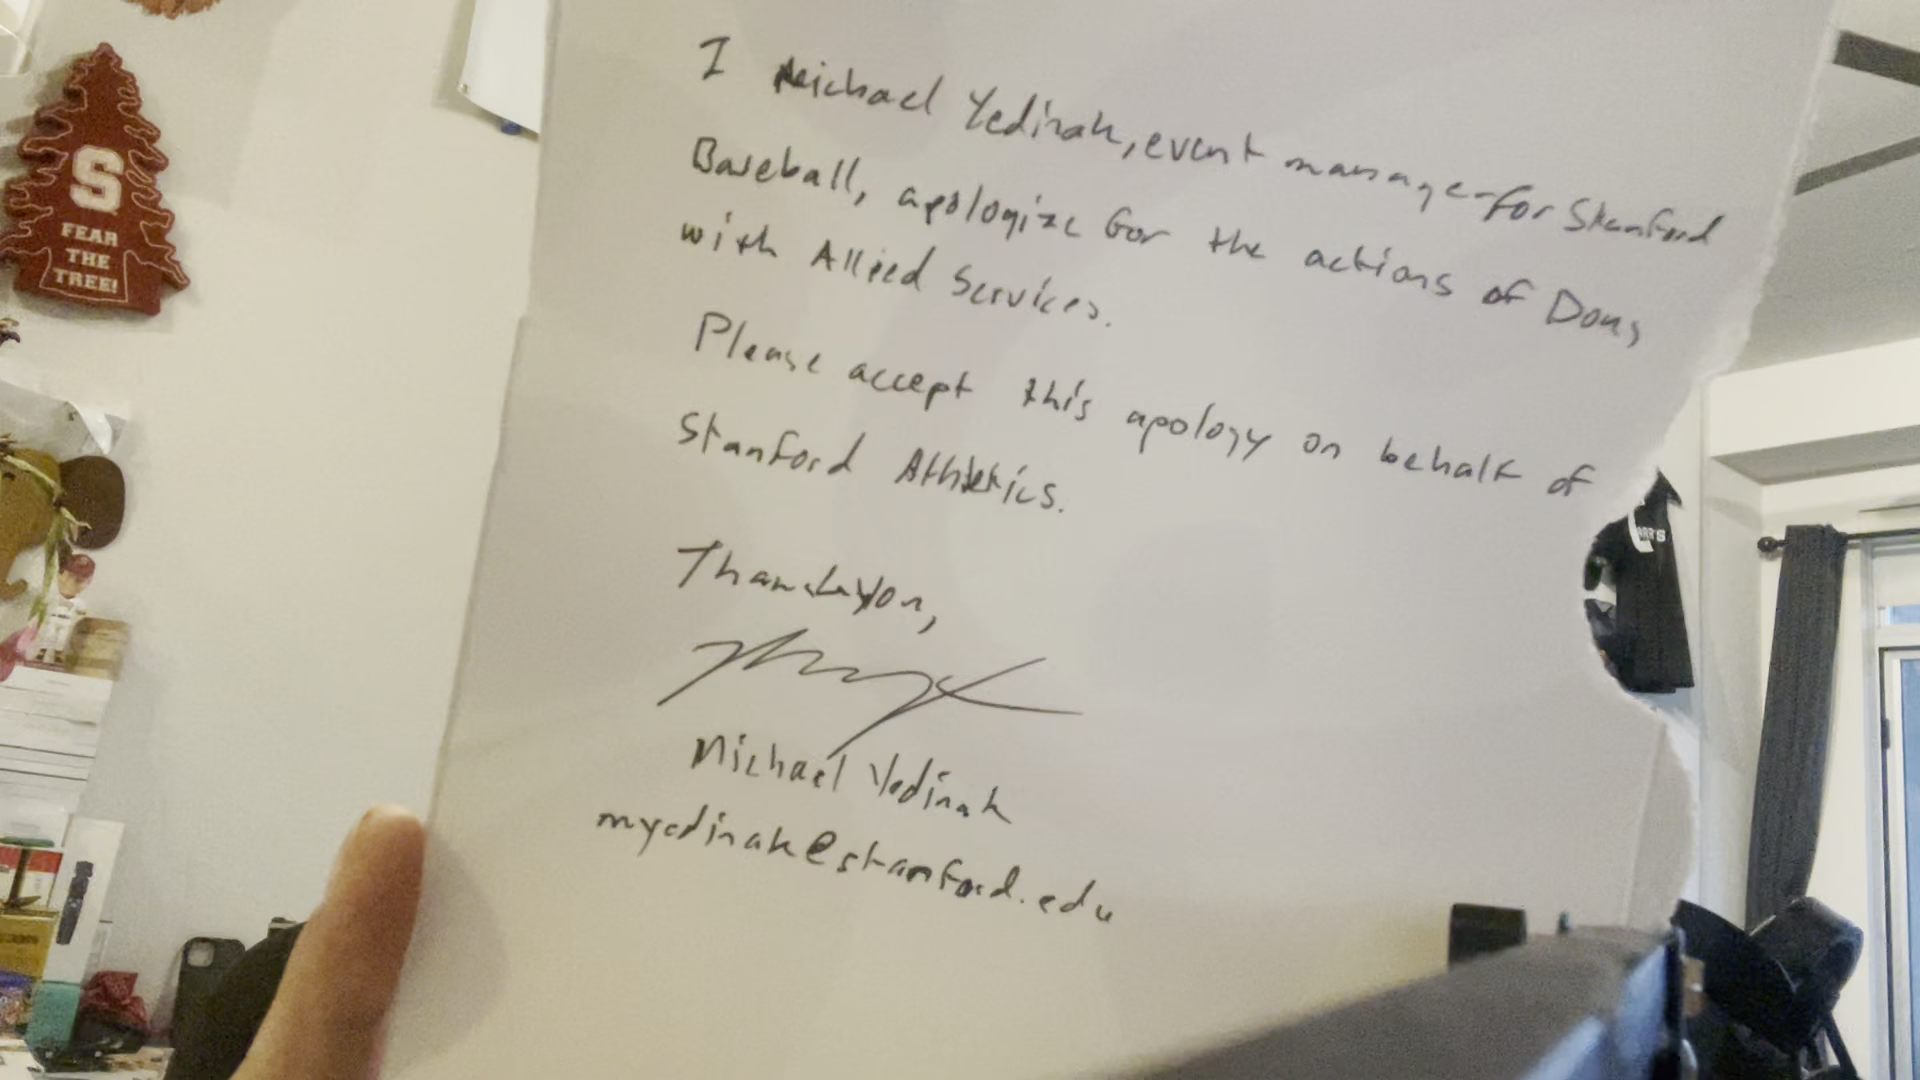 S
FEAR
THE
TREE!
I Michael Yedinak, event manager for Stanford
Baseball, apologize for the actions of Doug
with Allied Services.
Please accept this apology on behalf of
Stanford Athletics.
Thank you,
Michael Yedinak
myedinak@stanford.edu